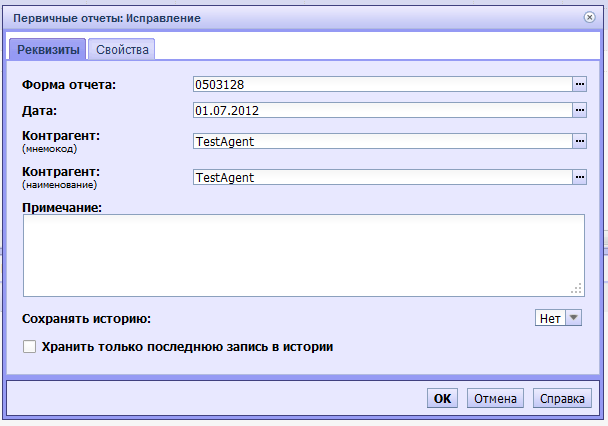 Первичные отчеты: Исправление
Реквизиты Свойства
Форма отчета: 0503128 ...
Дата: 01.07.2012 ...
Контрагент: TestAgent ...
(мнемокод)
Контрагент: TestAgent ...
(наименование)
Примечание:
Сохранять историю: Нет
Хранить только последнюю запись в истории
OK Отмена Справка